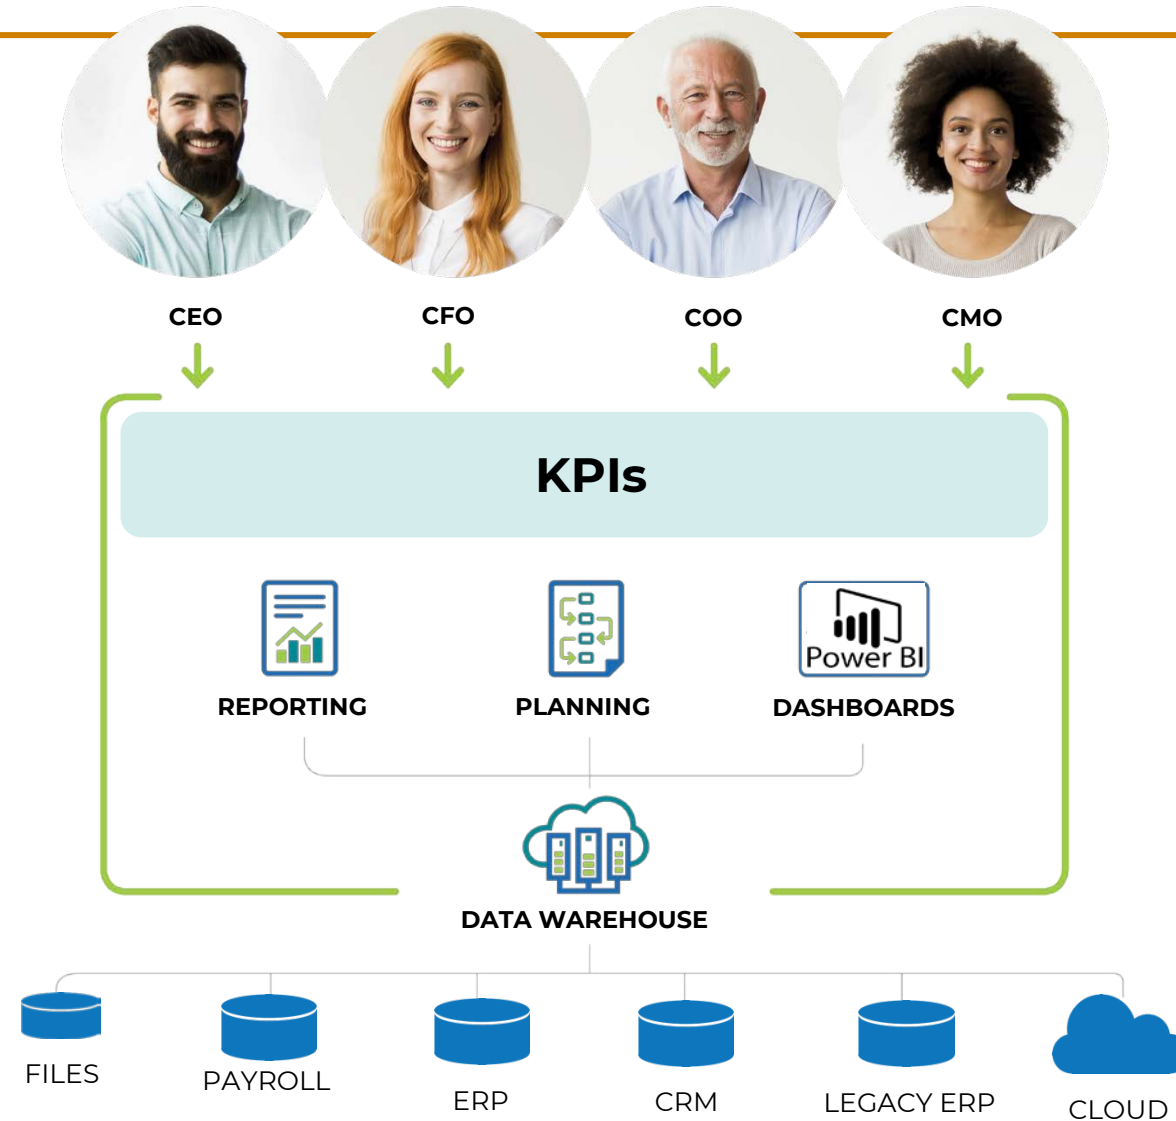 CEO
CFO
COO
CMO
KPIs
Power BI
REPORTING
PLANNING
DASHBOARDS
DATA WAREHOUSE
FILES
PAYROLL
ERP
CRM
LEGACY ERP
CLOUD